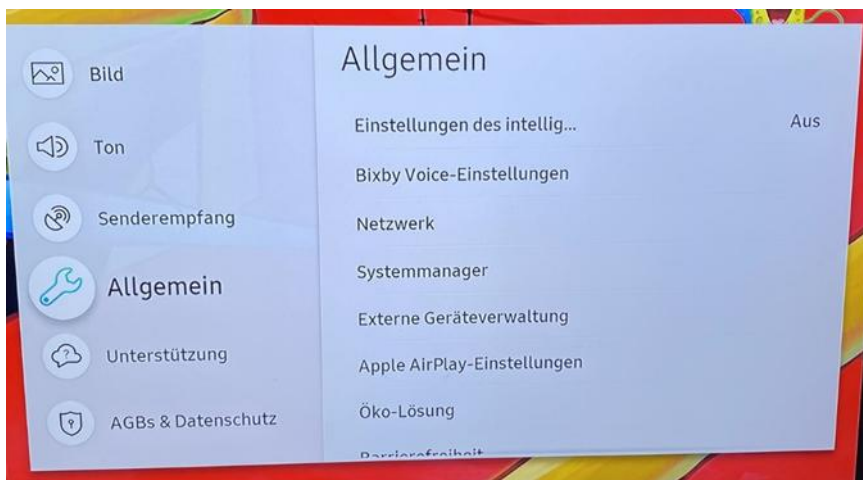 Bild
Ton
Senderempfang
Allgemein
Unterstützung
AGBs & Datenschutz
Allgemein
Einstellungen des intellig... Aus
Bixby Voice-Einstellungen
Netzwerk
Systemmanager
Externe Geräteverwaltung
Apple AirPlay-Einstellungen
Öko-Lösung
Barrierefreiheit